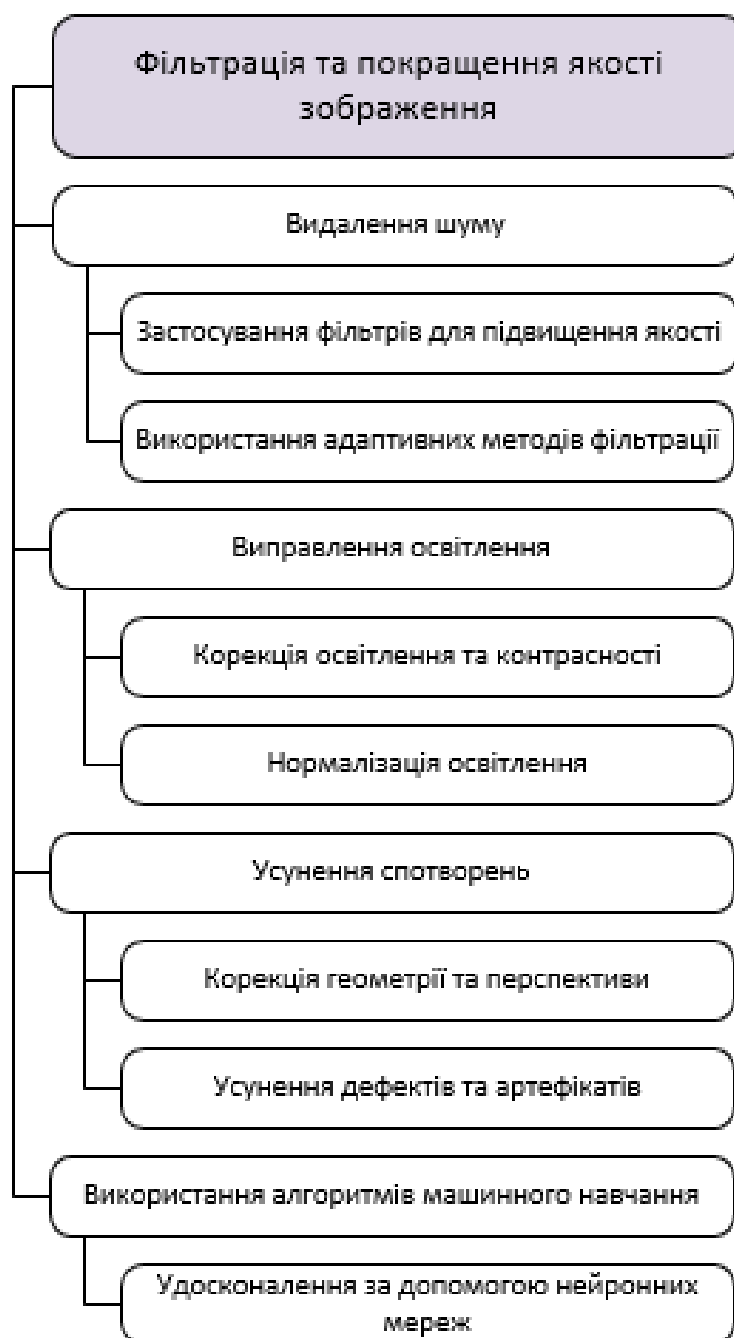 Фільтрація та покращення якості
зображення
Видалення шуму
Застосування фільтрів для підвищення якості
Використання адаптивних методів фільтрації
Виправлення освітлення
Корекція освітлення та контрасності
Нормалізація освітлення
Усунення спотворень
Корекція геометрії та перспективи
Усунення дефектів та артефікатів
Використання алгоритмів машинного навчання
Удосконалення за допомогою нейронних
мереж